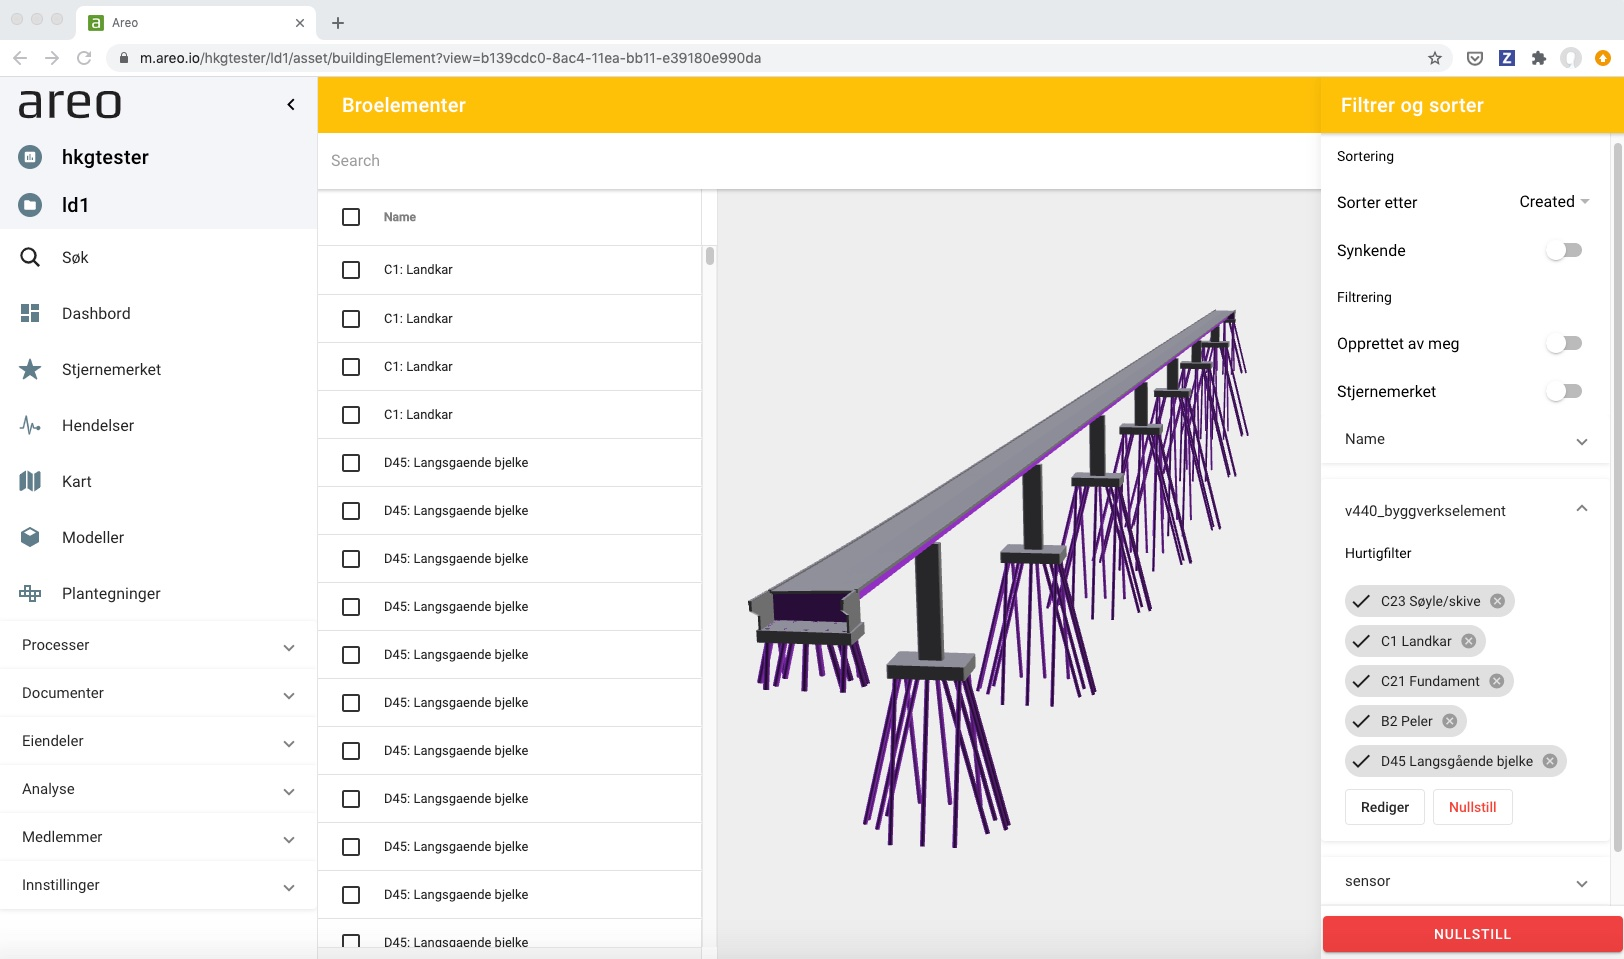 Areo
m.areo.io/hkgtester/ld1/asset/buildingElement?view=b139cdc0-8ac4-11ea-bb11-e39180e990da
areo
hkgtester
ld1
Søk
Dashbord
Stjernemerket
Hendelser
Kart
Modeller
Plantegninger
Processer
Documenter
Eiendeler
Analyse
Medlemmer
Innstillinger
Broelementer
Search
Name
C1: Landkar
C1: Landkar
C1: Landkar
C1: Landkar
D45: Langsgaende bjelke
D45: Langsgaende bjelke
D45: Langsgaende bjelke
D45: Langsgaende bjelke
D45: Langsgaende bjelke
D45: Langsgaende bjelke
D45: Langsgaende bjelke
D45: Langsgaende bjelke
D45: Langsgaende bjelke
D45: Langsgaende bjelke
D45: Langsgaende bjelke
Filtrer og sorter
Sortering
Sorter etter Created
Synkende
Filtrering
Opprettet av meg
Stjernemerket
Name
v440_byggverkselement
Hurtigfilter
C23 Søyle/skive
C1 Landkar
C21 Fundament
B2 Peler
D45 Langsgående bjelke
Rediger Nullstill
sensor
NULLSTILL